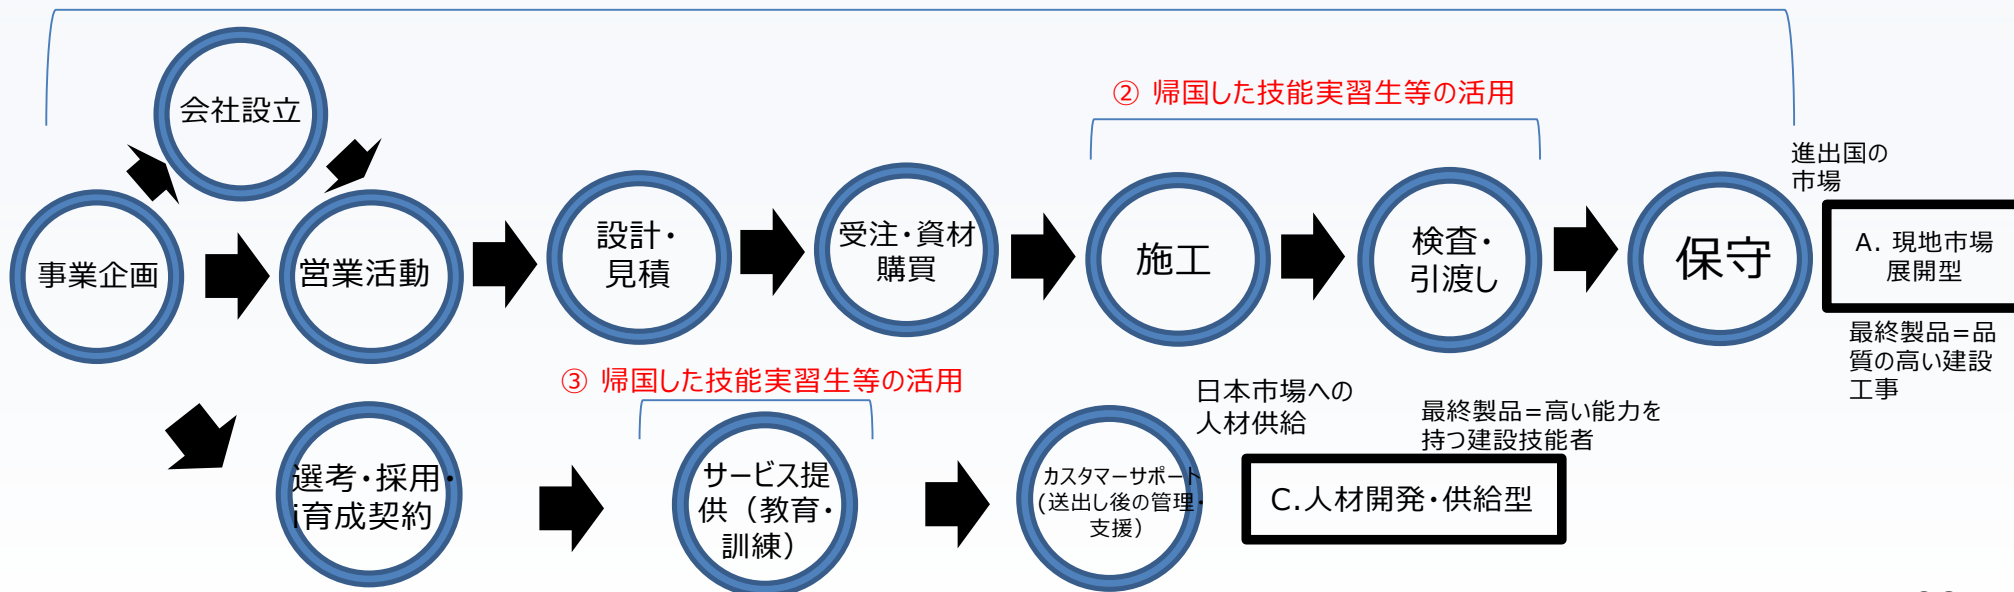 会社設立
② 帰国した技能実習生等の活用
進出国の
市場
事業企画
営業活動
設計・
見積
受注・資材
購買
施工
検査・
引渡し
保守
A. 現地市場
展開型
最終製品=品
質の高い建設
工事
③ 帰国した技能実習生等の活用
日本市場への
人材供給
最終製品=高い能力を
持つ建設技能者
選考・採用・
i育成契約
サービス提
供（教育・
訓練）
カスタマーサポート
(送出し後の管理・
支援）
C.人材開発・供給型